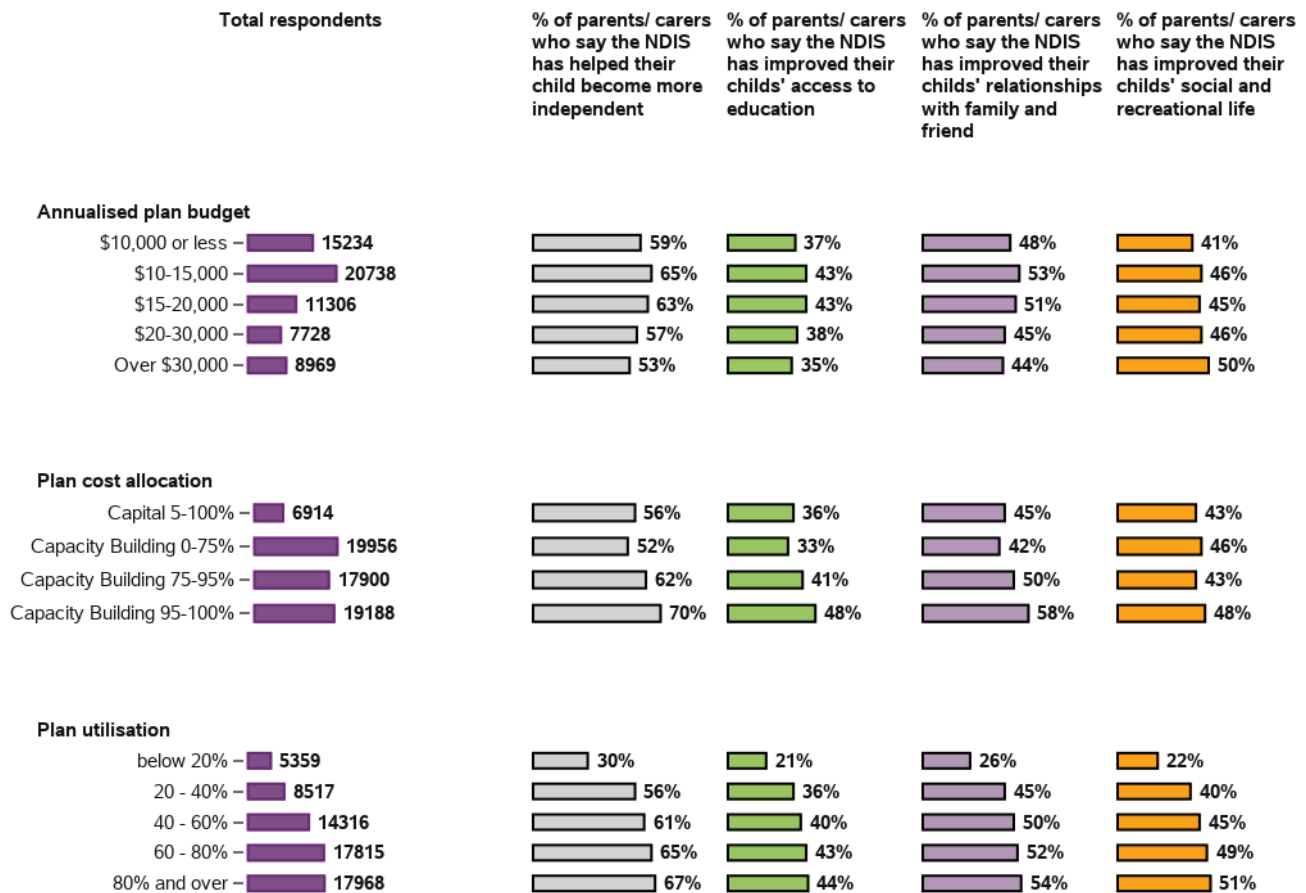 Total respondents
% of parents/ carers
who say the NDIS
has helped their
child become more
independent
% of parents/ carers
who say the NDIS
has improved their
childs' access to
education
% of parents/ carers
who say the NDIS
has improved their
childs' relationships
with family and
friend
% of parents/ carers
who say the NDIS
has improved their
childs' social and
recreational life
Annualised plan budget
$10,000 or less 15234 59% 37% 48% 41%
$10-15,000 20738 65% 43% 53% 46%
$15-20,000 11306 63% 43% 51% 45%
$20-30,000 7728 57% 38% 45% 46%
Over $30,000 8969 53% 35% 44% 50%
Plan cost allocation
Capital 5-100% 6914 56% 36% 45% 43%
Capacity Building 0-75% 19956 52% 33% 42% 46%
Capacity Building 75-95% 17900 62% 41% 50% 43%
Capacity Building 95-100% 19188 70% 48% 58% 48%
Plan utilisation
below 20% 5359 30% 21% 26% 22%
20 - 40% 8517 56% 36% 45% 40%
40 - 60% 14316 61% 40% 50% 45%
60 - 80% 17815 65% 43% 52% 49%
80% and over 17968 67% 44% 54% 51%